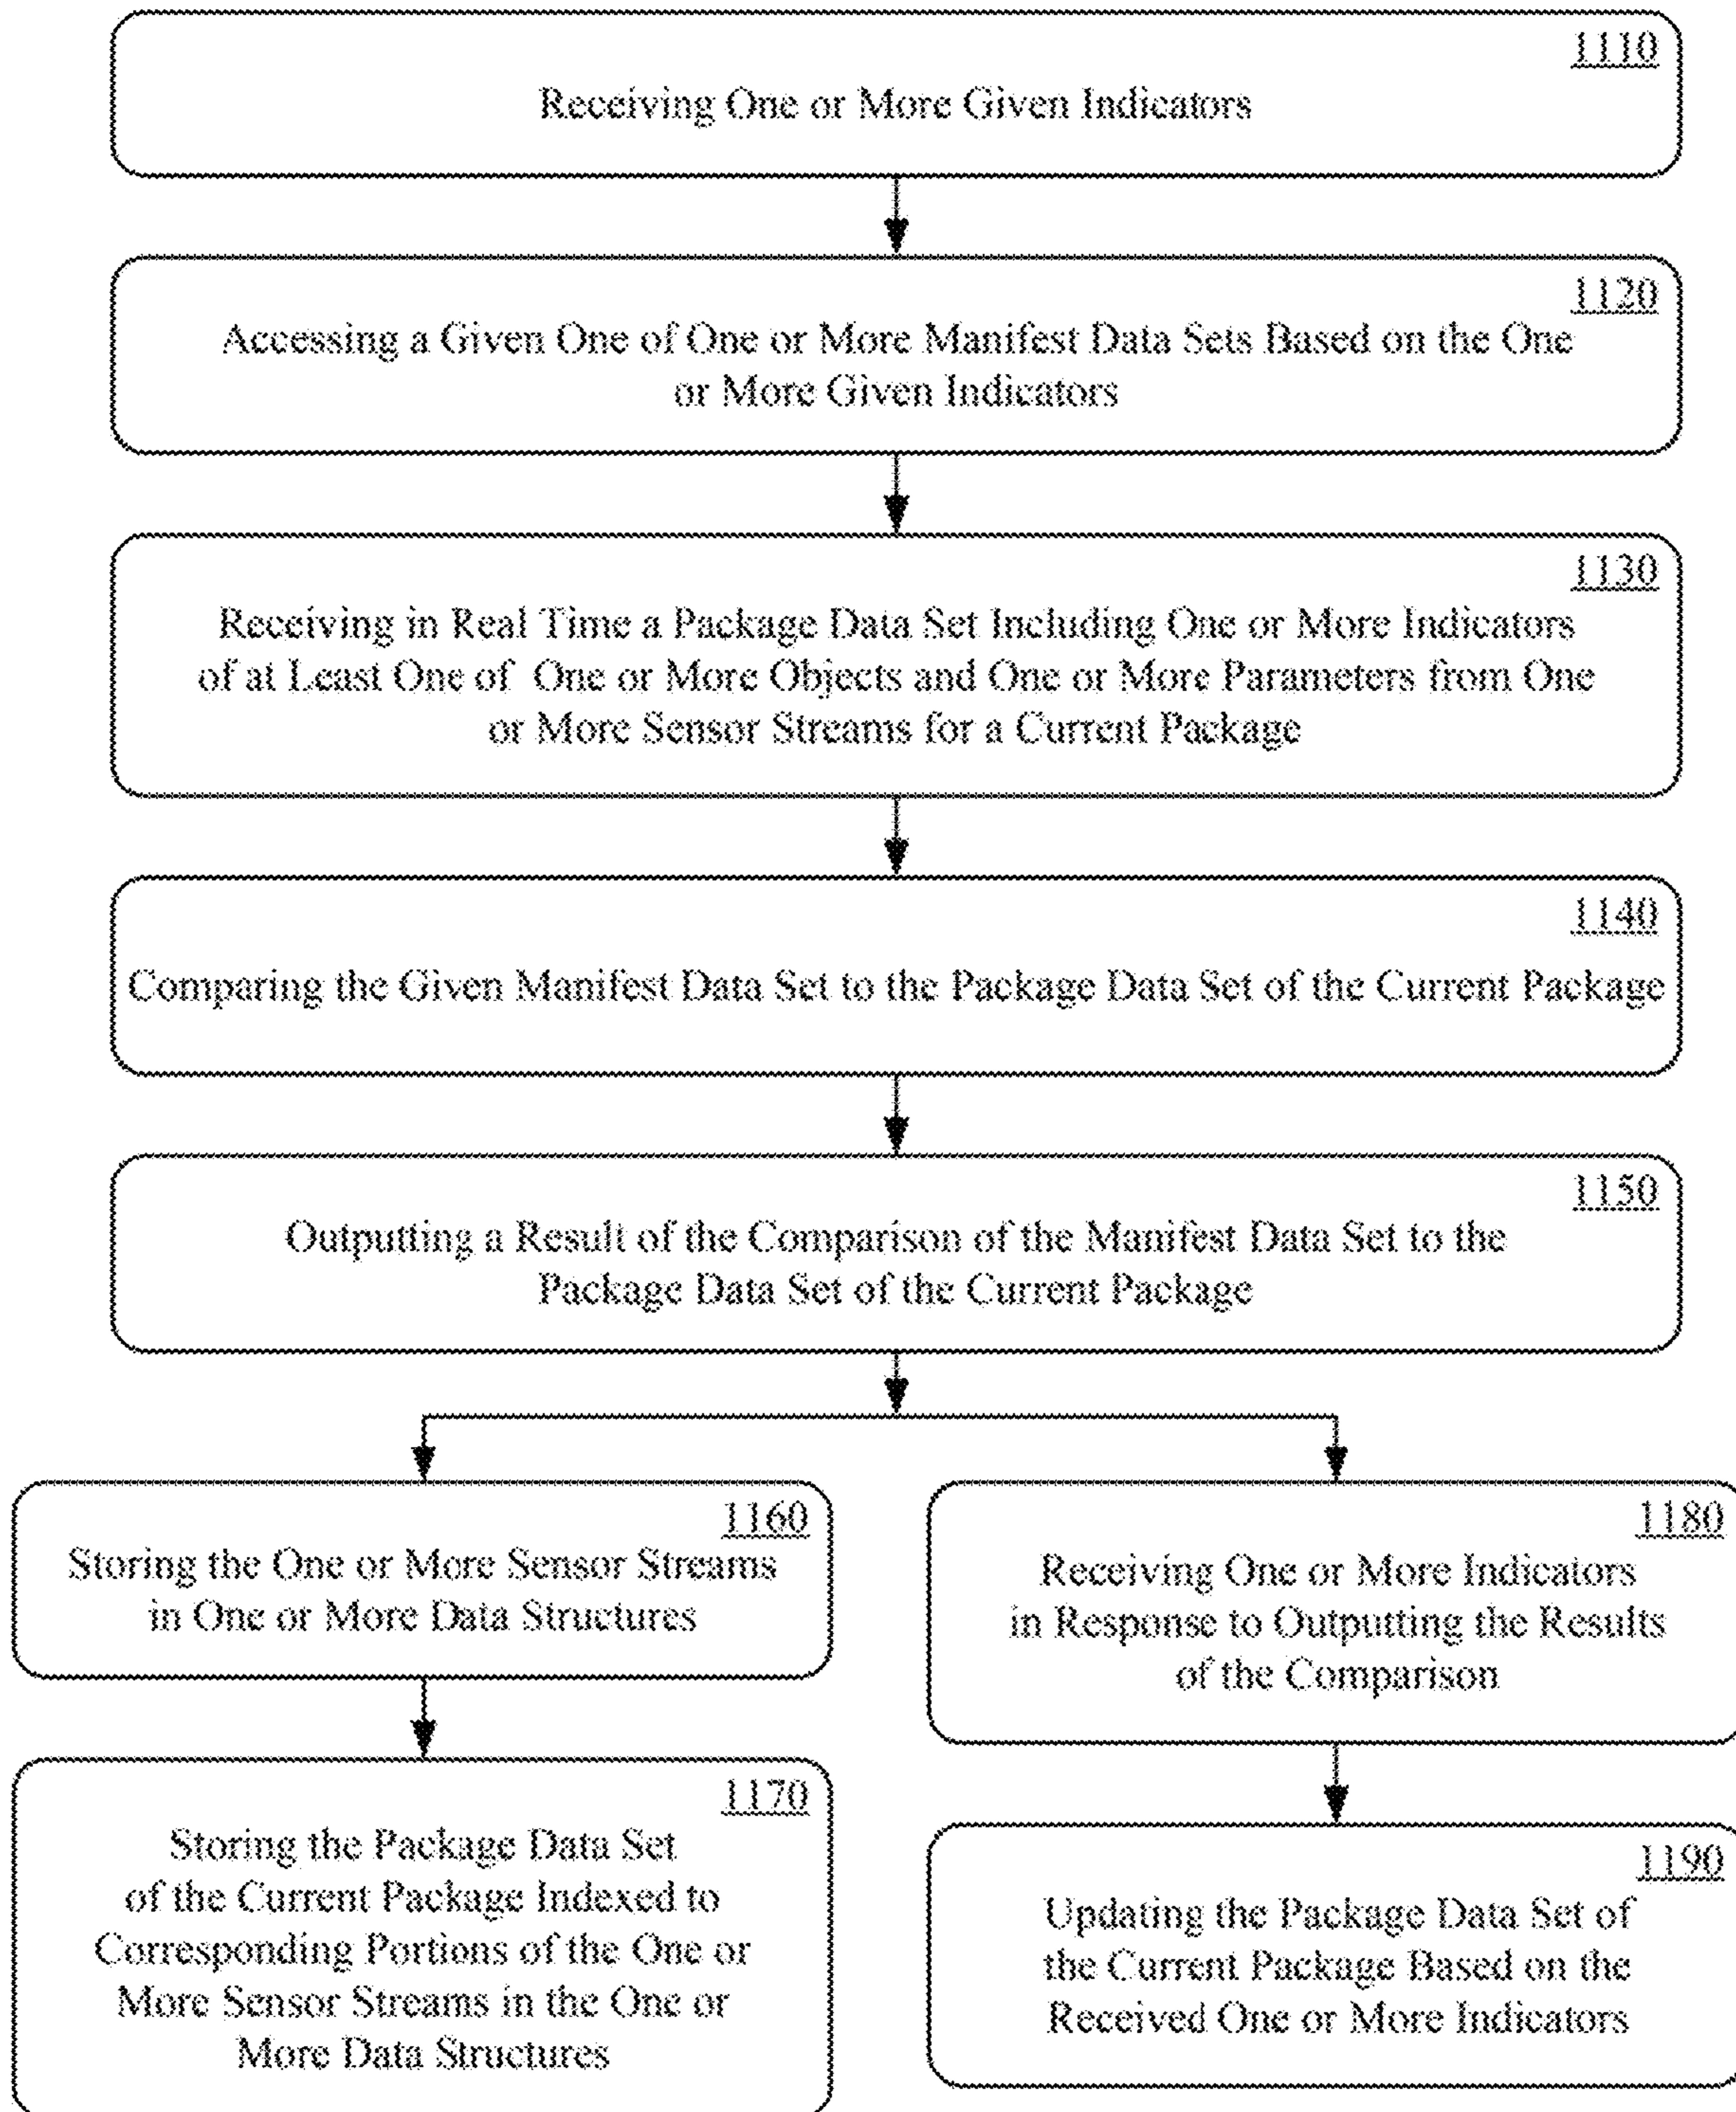 1110
Receiving One or More Given Indicators
1120
Accessing a Given One of One or More Manifest Data Sets Based on the One
or More Given Indicators
1130
Receiving in Real Time a Package Data Set Including One or More Indicators
of at Least One of One or More Objects and One or More Parameters from One
or More Sensor Streams for a Current Package
1140
Comparing the Given Manifest Data Set to the Package Data Set of the Current Package
1150
Outputting a Result of the Comparison of the Manifest Data Set to the
Package Data Set of the Current Package
1160
Storing the One or More Sensor Streams
in One or More Data Structures
1170
Storing the Package Data Set
of the Current Package Indexed to
Corresponding Portions of the One or
More Sensor Streams in the One or
More Data Structures
1180
Receiving One or More Indicators
in Response to Outputting the Results
of the Comparison
1190
Updating the Package Data Set of
the Current Package Based on the
Received One or More Indicators